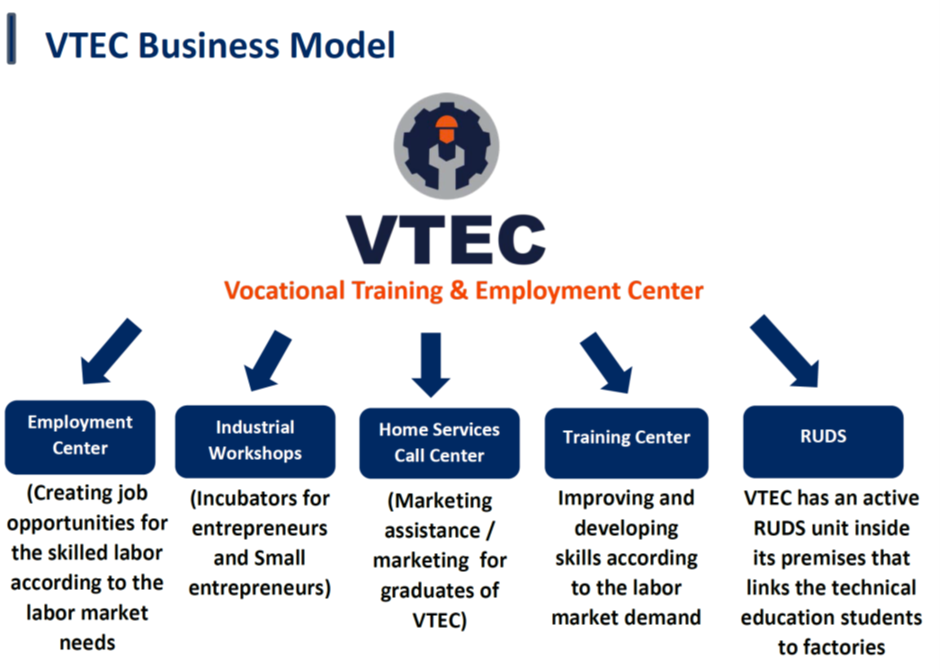 VTEC Business Model
VTEC
Vocational Training & Employment Center
Employment
Center
(Creating job
opportunities for
the skilled labor
according to the
labor market
needs
Industrial
Workshops
(Incubators for
entrepreneurs
and Small
entrepreneurs)
Home Services
Call Center
(Marketing
assistance /
marketing for
graduates of
VTEC)
Training Center
Improving and
developing
skills according
to the labor
market demand
RUDS
VTEC has an active
RUDS unit inside
its premises that
links the technical
education students
to factories